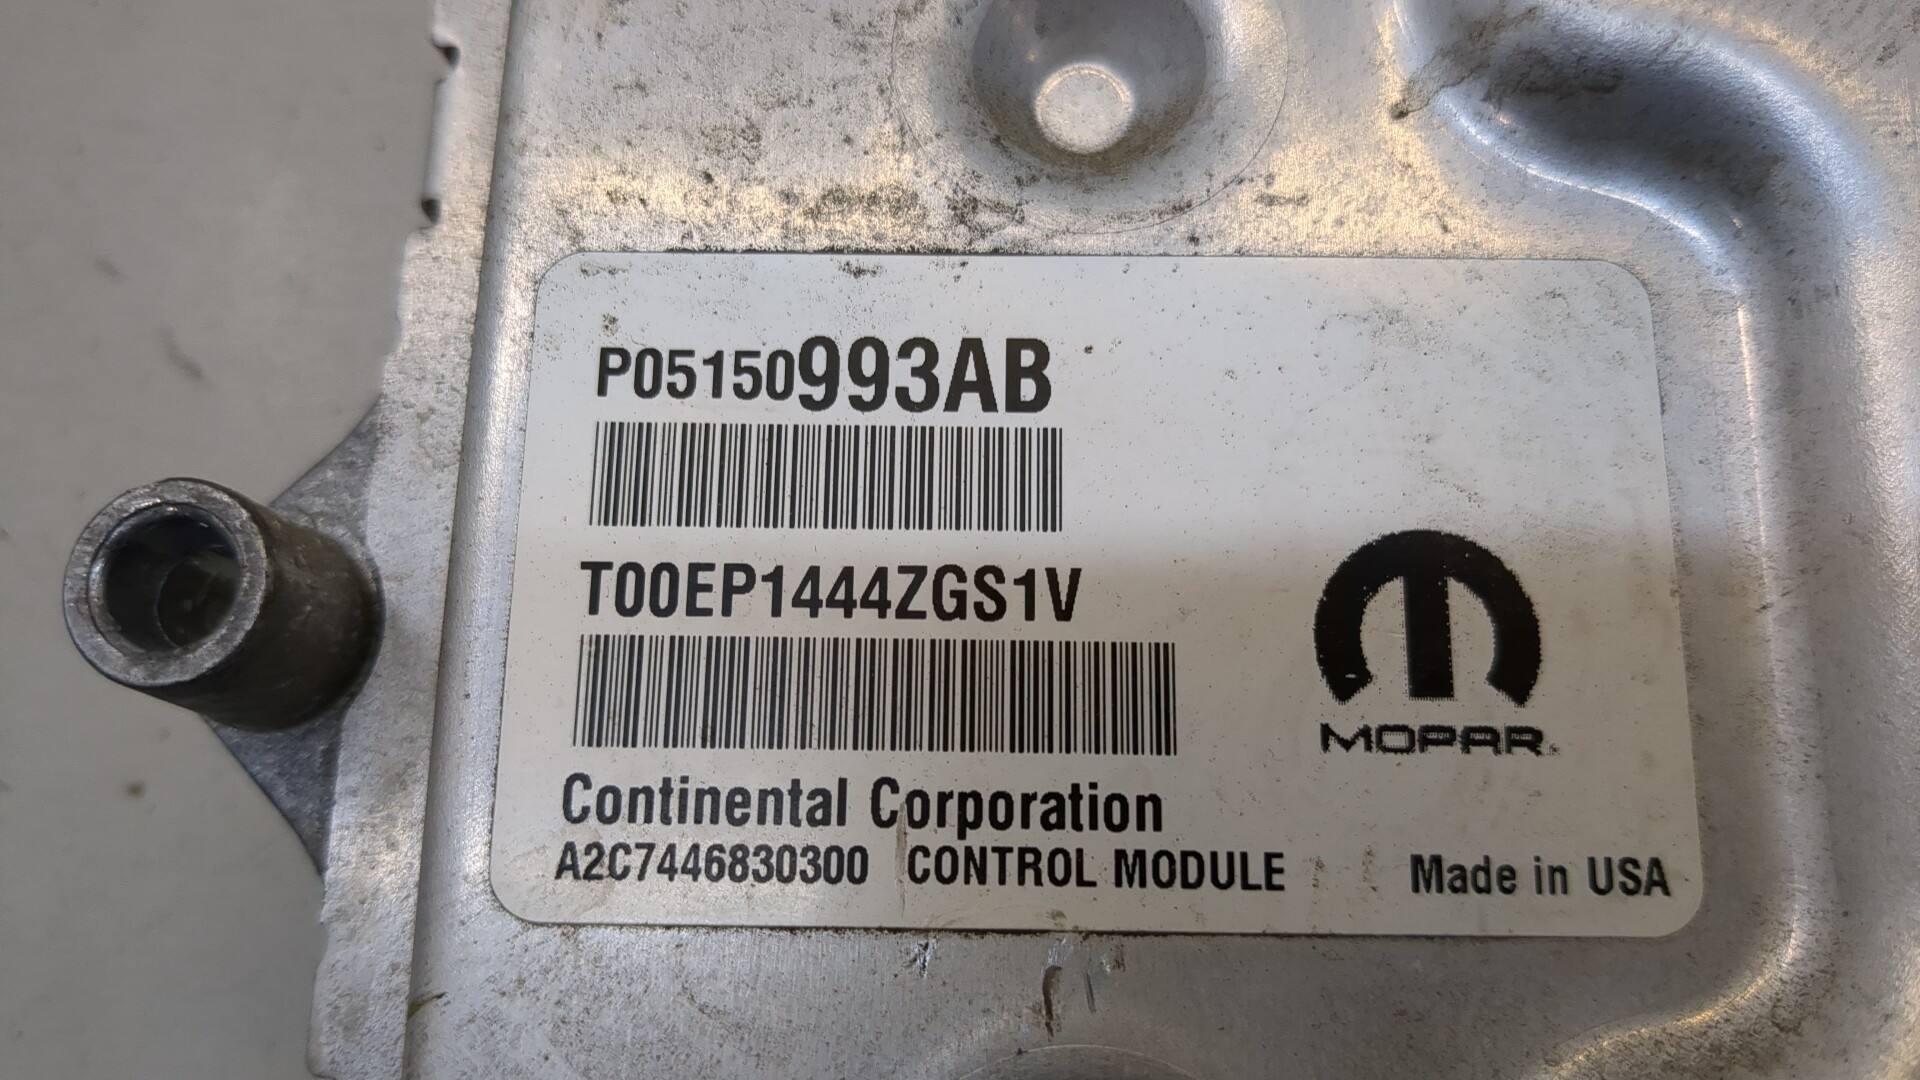 P05150993AB
T00EP1444ZGS1V
MOPAR
Continental Corporation
A2C7446830300 CONTROL MODULE Made in USA